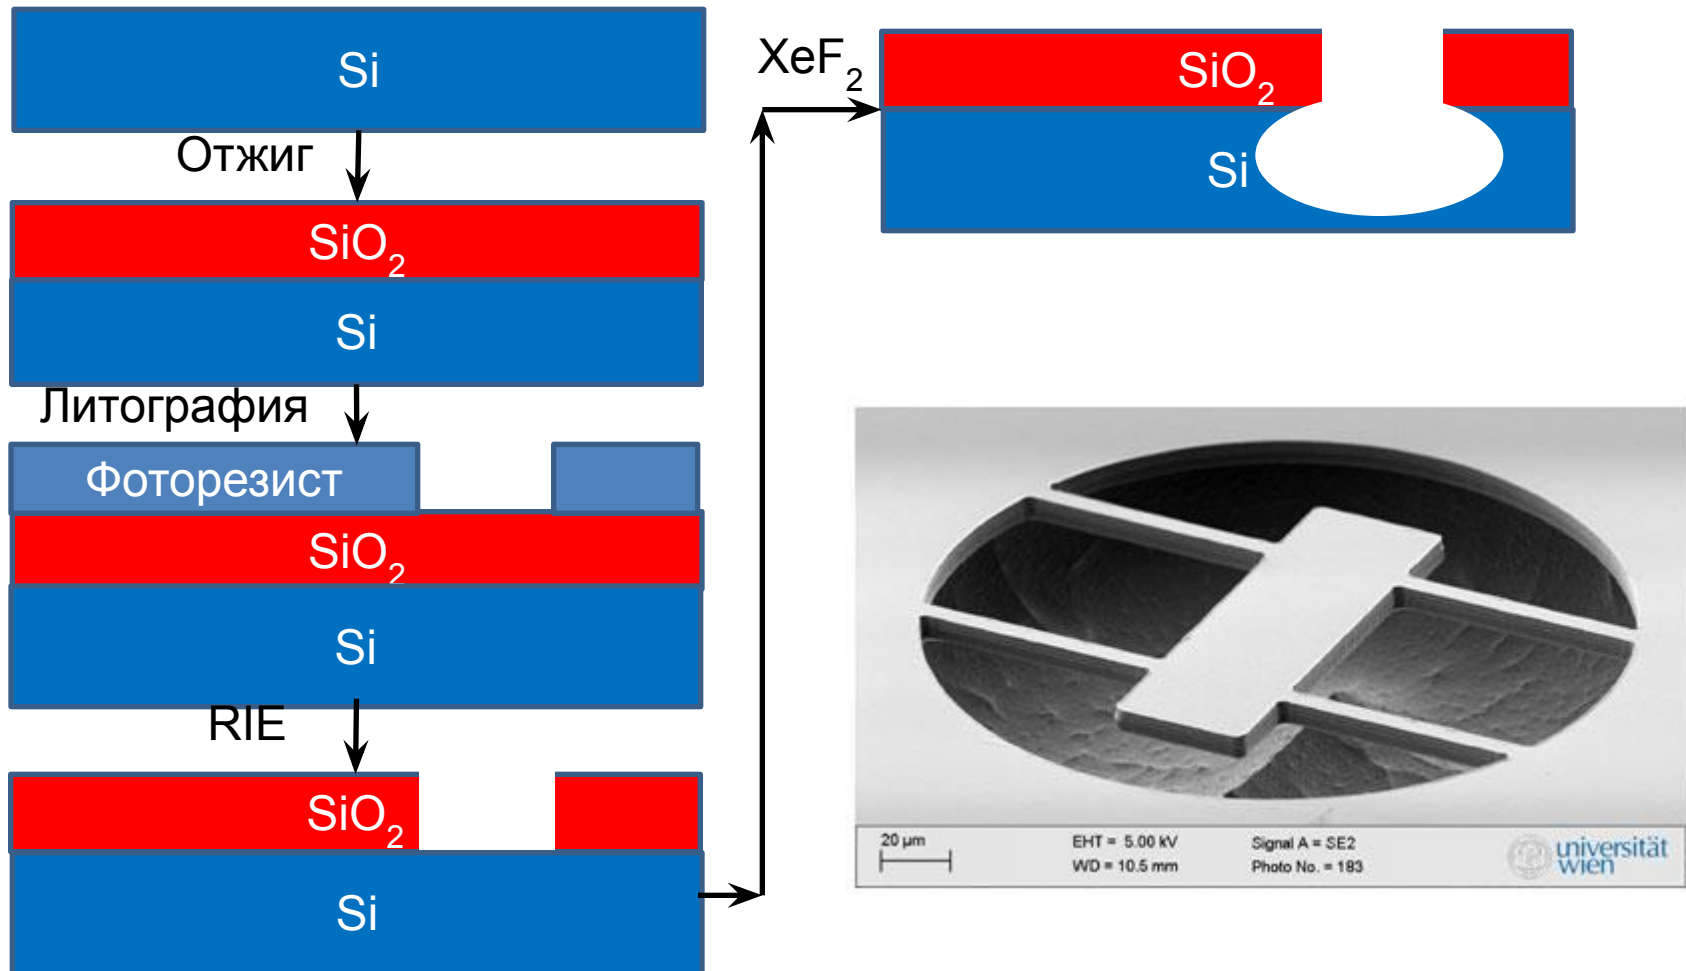 Si
Отжиг
SiO₂
Si
Литография
Фоторезист
SiO₂
Si
RIE
SiO₂
Si
XeF₂
SiO₂
Si
20 µm
EHT = 5.00 kV
Signal A = SE2
WD = 10.5 mm
Photo No. = 183
universität
wien